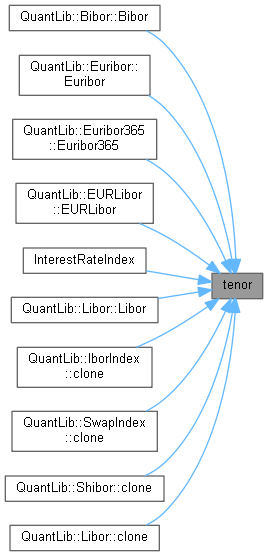 QuantLib::Bibor::Bibor
QuantLib::Euribor::
Euribor
QuantLib::Euribor365
::Euribor365
QuantLib::EURLibor
::EURLibor
InterestRateIndex
tenor
QuantLib::Libor::Libor
QuantLib::IborIndex
::clone
QuantLib::SwapIndex
::clone
QuantLib::Shibor::clone
QuantLib::Libor::clone